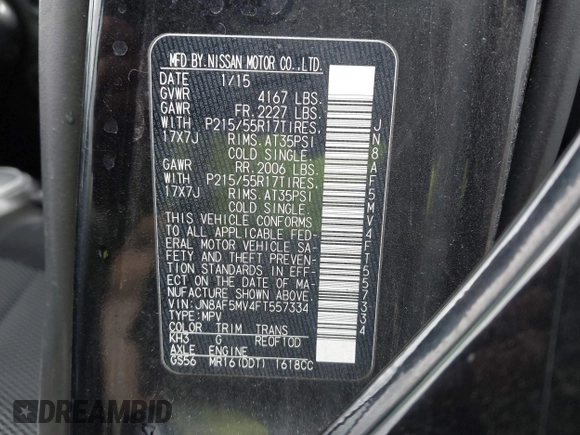 MFD BY.NISSAN MOTOR CO.,LTD.
DATE 1/15
GVWR 4167 LBS.
GAWR FR. 2227 LBS.
WITH P215/55R17TIRES,
17X7J RIMS, AT35PSI
COLD SINGLE.
GAWR RR. 2006 LBS.
WITH P215/55R17TIRES,
17X7J RIMS, AT35PSI
COLD SINGLE.
THIS VEHICLE CONFORMS
TO ALL APPLICABLE FED-
ERAL MOTOR VEHICLE SA-
FETY AND THEFT PREVEN-
TION STANDARDS IN EFF-
ECT ON THE DATE OF MA-
NUFACTURE SHOWN ABOVE.
VIN: JN8AF5MV4FT557334
TYPE: MPV
COLOR TRIM TRANS
KH3 G RE0F10D
AXLE ENGINE
GS56 MR16(DDT) 1618CC
JN8AF5MV4FT557334
DREAMBID